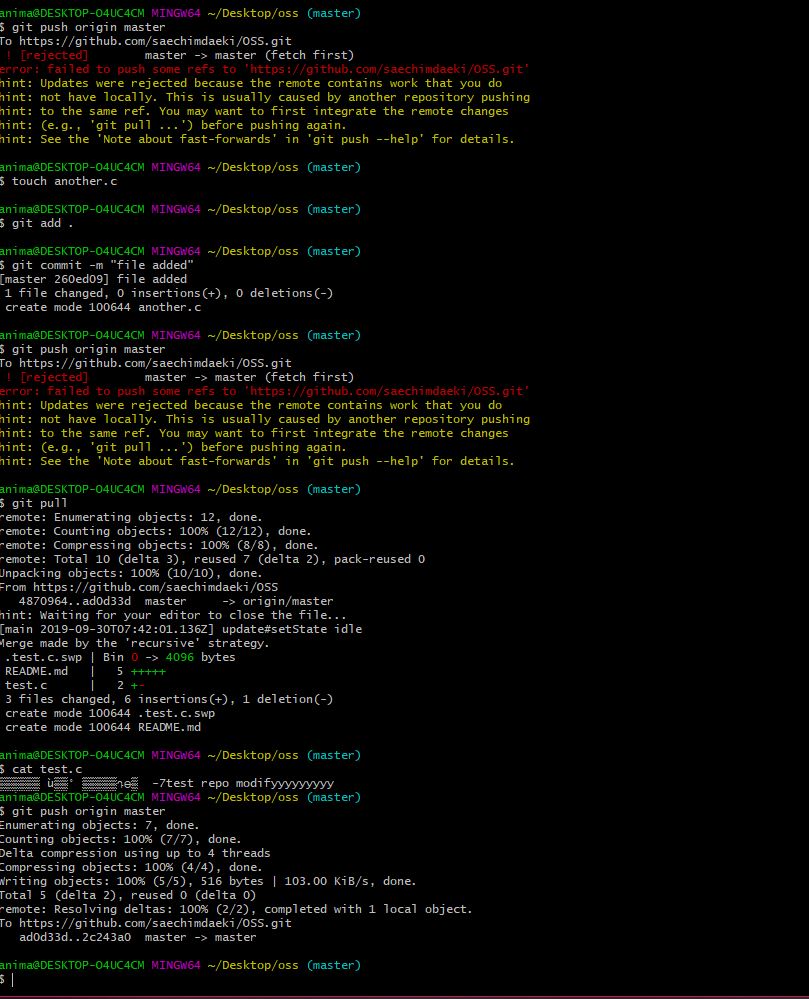 anima@DESKTOP-O4UC4CM MINGW64 ~/Desktop/oss (master)
$ git push origin master
To https://github.com/saechimdaeki/OSS.git
 ! [rejected]        master -> master (fetch first)
error: failed to push some refs to 'https://github.com/saechimdaeki/OSS.git'
hint: Updates were rejected because the remote contains work that you do
hint: not have locally. This is usually caused by another repository pushing
hint: to the same ref. You may want to first integrate the remote changes
hint: (e.g., 'git pull ...') before pushing again.
hint: See the 'Note about fast-forwards' in 'git push --help' for details.
anima@DESKTOP-O4UC4CM MINGW64 ~/Desktop/oss (master)
$ touch another.c
anima@DESKTOP-O4UC4CM MINGW64 ~/Desktop/oss (master)
$ git add .
anima@DESKTOP-O4UC4CM MINGW64 ~/Desktop/oss (master)
$ git commit -m "file added"
[master 260ed09] file added
 1 file changed, 0 insertions(+), 0 deletions(-)
 create mode 100644 another.c
anima@DESKTOP-O4UC4CM MINGW64 ~/Desktop/oss (master)
$ git push origin master
To https://github.com/saechimdaeki/OSS.git
 ! [rejected]        master -> master (fetch first)
error: failed to push some refs to 'https://github.com/saechimdaeki/OSS.git'
hint: Updates were rejected because the remote contains work that you do
hint: not have locally. This is usually caused by another repository pushing
hint: to the same ref. You may want to first integrate the remote changes
hint: (e.g., 'git pull ...') before pushing again.
hint: See the 'Note about fast-forwards' in 'git push --help' for details.
anima@DESKTOP-O4UC4CM MINGW64 ~/Desktop/oss (master)
$ git pull
remote: Enumerating objects: 12, done.
remote: Counting objects: 100% (12/12), done.
remote: Compressing objects: 100% (8/8), done.
remote: Total 10 (delta 3), reused 7 (delta 2), pack-reused 0
Unpacking objects: 100% (10/10), done.
From https://github.com/saechimdaeki/OSS
   4870964..ad0d33d  master     -> origin/master
hint: Waiting for your editor to close the file...
[main 2019-09-30T07:42:01.136Z] update#setState idle
Merge made by the 'recursive' strategy.
 .test.c.swp | Bin 0 -> 4096 bytes
 README.md   |   5 +++++
 test.c      |   2 +-
 3 files changed, 6 insertions(+), 1 deletion(-)
 create mode 100644 .test.c.swp
 create mode 100644 README.md
anima@DESKTOP-O4UC4CM MINGW64 ~/Desktop/oss (master)
$ cat test.c
-7test repo modifyyyyyyyyy
anima@DESKTOP-O4UC4CM MINGW64 ~/Desktop/oss (master)
$ git push origin master
Enumerating objects: 7, done.
Counting objects: 100% (7/7), done.
Delta compression using up to 4 threads
Compressing objects: 100% (4/4), done.
Writing objects: 100% (5/5), 516 bytes | 103.00 KiB/s, done.
Total 5 (delta 2), reused 0 (delta 0)
remote: Resolving deltas: 100% (2/2), completed with 1 local object.
To https://github.com/saechimdaeki/OSS.git
   ad0d33d..2c243a0  master -> master
anima@DESKTOP-O4UC4CM MINGW64 ~/Desktop/oss (master)
$